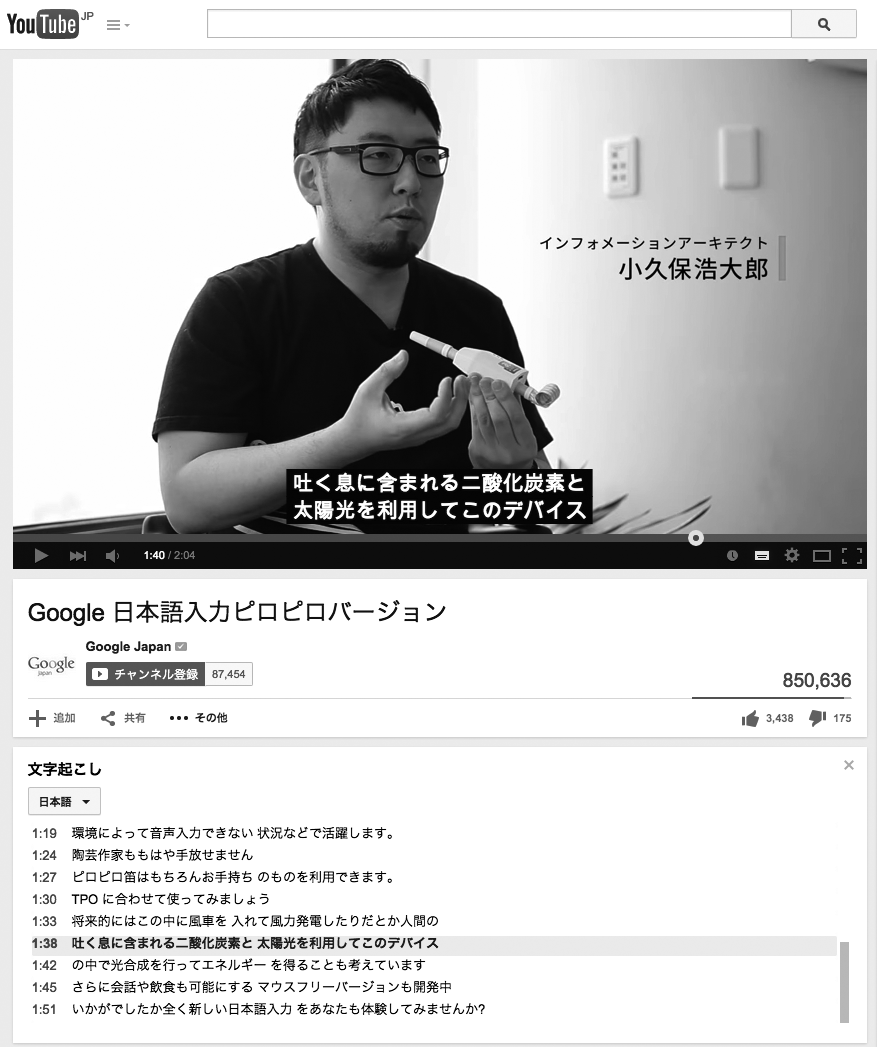 YouTube JP
インフォメーションアーキテクト
小久保浩大郎
吐く息に含まれる二酸化炭素と
太陽光を利用してこのデバイス
1:40 / 2:04
Google 日本語入力ピロピロバージョン
Google Japan
Google
Japan
チャンネル登録 87,454
850,636
追加 共有 ••• その他 3,438 175
文字起こし
日本語
1:19 環境によって音声入力できない 状況などで活躍します。
1:24 陶芸作家ももはや手放せません
1:27 ピロピロ笛はもちろんお手持ち のものを利用できます。
1:30 TPO に合わせて使ってみましょう
1:33 将来的にはこの中に風車を 入れて風力発電したりだとか人間の
1:38 吐く息に含まれる二酸化炭素と 太陽光を利用してこのデバイス
1:42 の中で光合成を行ってエネルギー を得ることも考えています
1:45 さらに会話や飲食も可能にする マウスフリーバージョンも開発中
1:51 いかがでしたか全く新しい日本語入力 をあなたも体験してみませんか?